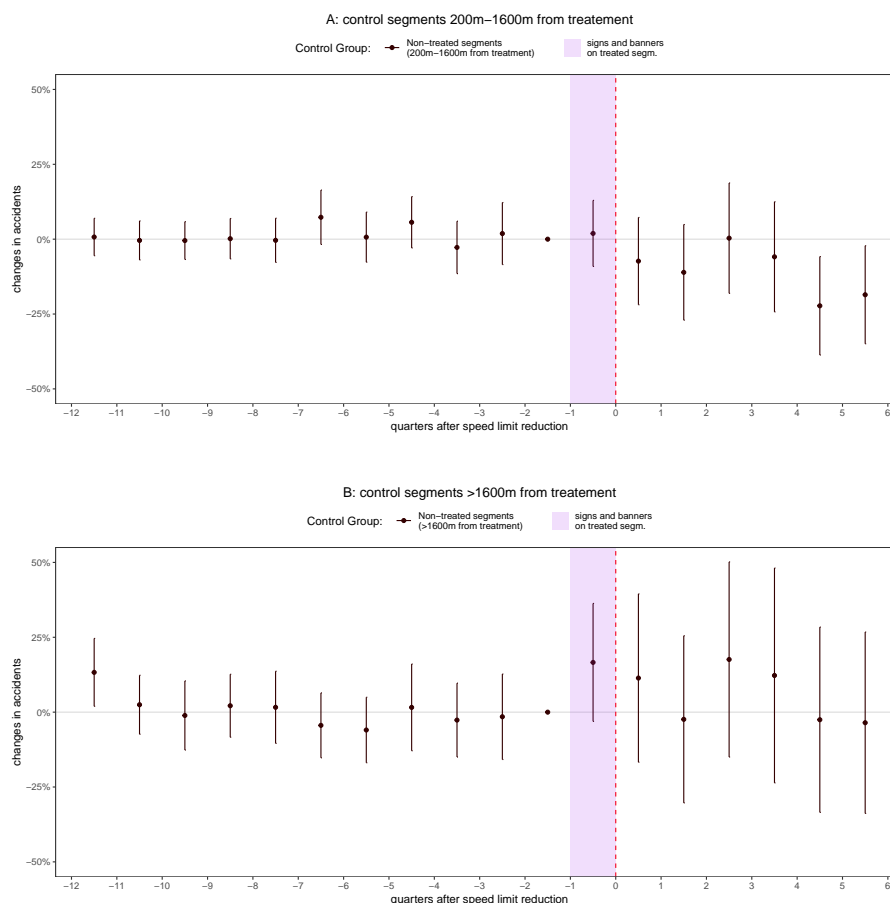 A: control segments 200m−1600m from treatement
Control Group:
Non−treated segments
(200m−1600m from treatment)
signs and banners
on treated segm.
50%
25%
0%
−25%
−50%
changes in accidents
−12 −11 −10 −9 −8 −7 −6 −5 −4 −3 −2 −1 0 1 2 3 4 5 6
quarters after speed limit reduction
B: control segments >1600m from treatement
Control Group:
Non−treated segments
(>1600m from treatment)
signs and banners
on treated segm.
50%
25%
0%
−25%
−50%
changes in accidents
−12 −11 −10 −9 −8 −7 −6 −5 −4 −3 −2 −1 0 1 2 3 4 5 6
quarters after speed limit reduction